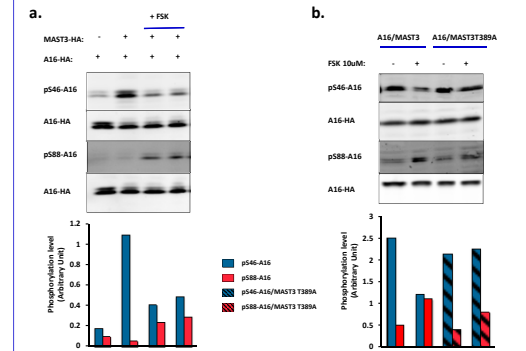 a.
+ FSK
MAST3-HA: - + + +
A16-HA: + + + +
pS46-A16
A16-HA
pS88-A16
A16-HA
Phosphorylation level
(Arbitrary Unit)
1.2
1
0.8
0.6
0.4
0.2
0
pS46-A16
pS88-A16
pS46-A16/MAST3 T389A
pS88-A16/MAST3 T389A
b.
A16/MAST3 A16/MAST3T389A
FSK 10uM: - + - +
pS46-A16
A16-HA
pS88-A16
A16-HA
Phosphorylation level
(Arbitrary Unit)
3
2.5
2
1.5
1
0.5
0